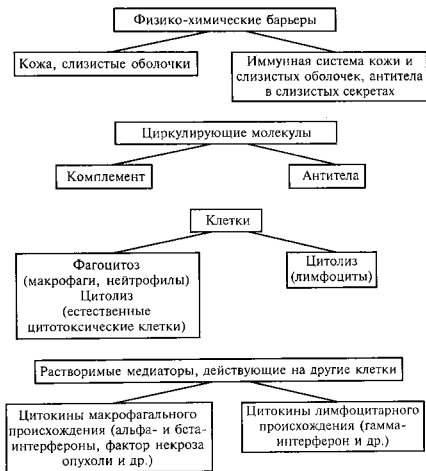 Физико-химические барьеры
Кожа, слизистые оболочки
Иммунная система кожи и
слизистых оболочек, антитела
в слизистых секретах
Циркулирующие молекулы
Комплемент
Антитела
Клетки
Фагоцитоз
(макрофаги, нейтрофилы)
Цитолиз
(естественные
цитотоксические клетки)
Цитолиз
(лимфоциты)
Растворимые медиаторы, действующие на другие клетки
Цитокины макрофагального
происхождения (альфа- и бета-
интерфероны, фактор некроза
опухоли и др.)
Цитокины лимфоцитарного
происхождения (гамма-
интерферон и др.)